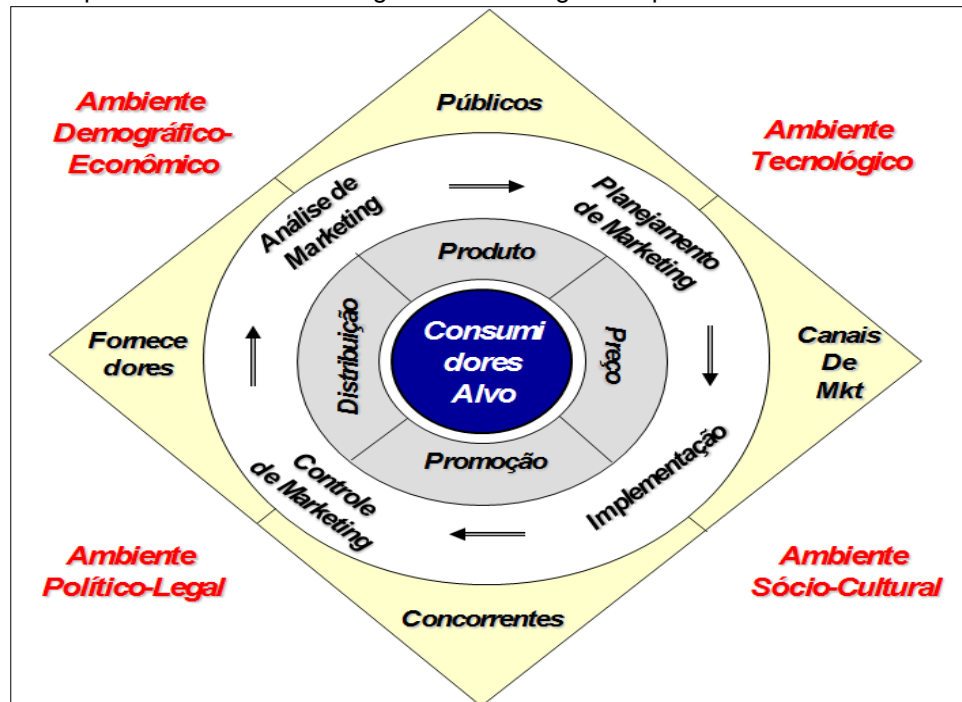 Públicos
Ambiente
Demográfico-
Econômico
Ambiente
Tecnológico
Análise de
Marketing
Planejamento
de Marketing
Produto
Fornece
dores
Distribuição
Consumi
dores
Alvo
Preço
Canais
De
Mkt
Promoção
Controle
de Marketing
Implementação
Ambiente
Político-Legal
Ambiente
Sócio-Cultural
Concorrentes